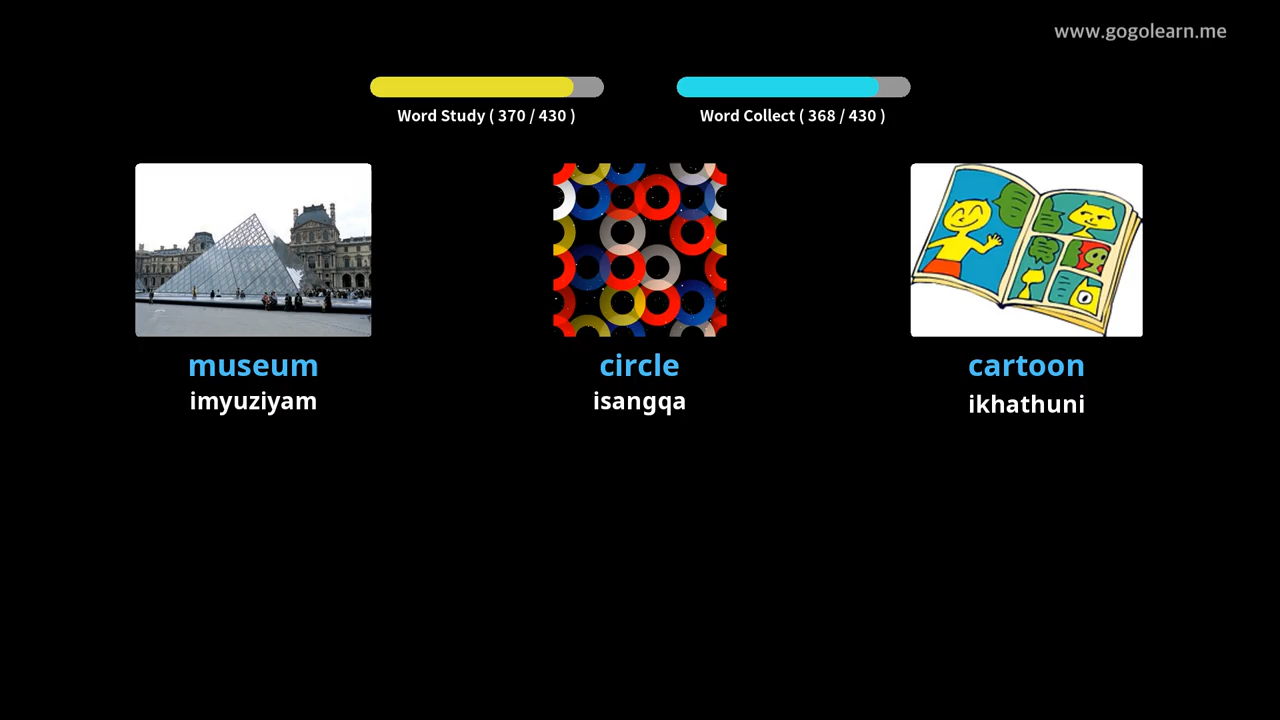 www.gogolearn.me
Word Study ( 370 / 430 )
Word Collect ( 368 / 430 )
museum
circle
cartoon
imyuziyam
isangqa
ikhathuni